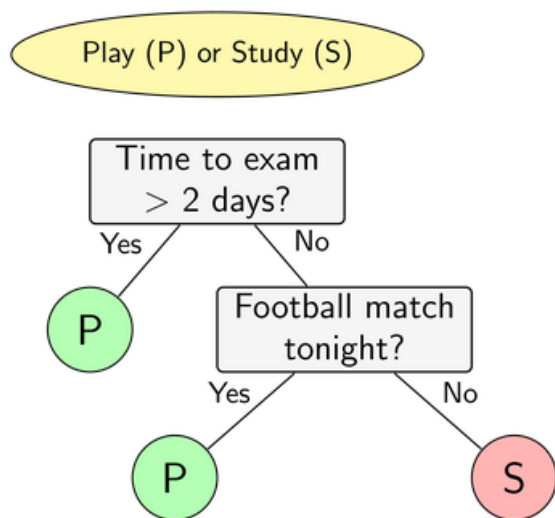 Play (P) or Study (S)
Time to exam
> 2 days?
Yes
No
P
Football match
tonight?
Yes
No
P
S